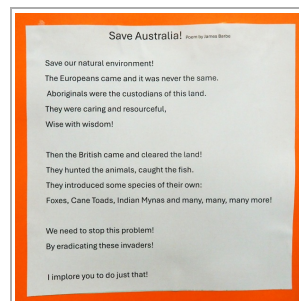 Save Australia! Poem by James Barbe
Save our natural environment!
The Europeans came and it was never the same.
Aboriginals were the custodians of this land.
They were caring and resourceful,
Wise with wisdom!
Then the British came and cleared the land!
They hunted the animals, caught the fish.
They introduced some species of their own:
Foxes, Cane Toads, Indian Mynas and many, many, many more!
We need to stop this problem!
By eradicating these invaders!
I implore you to do just that!